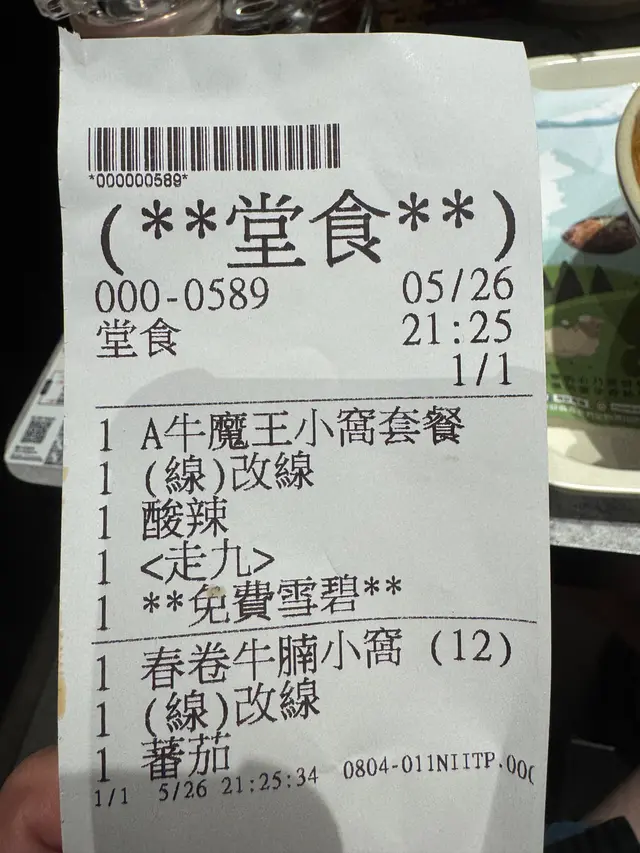 *000000589*
(**堂食**)
000-0589 05/26
堂食 21:25
1/1
1 A牛魔王小窩套餐
1 (線)改線
1 酸辣
1 <走九>
1 **免費雪碧**
1 春卷牛腩小窩 (12)
1 (線)改線
1 蕃茄
1/1 5/26 21:25:34 0804-011NIITP.00(